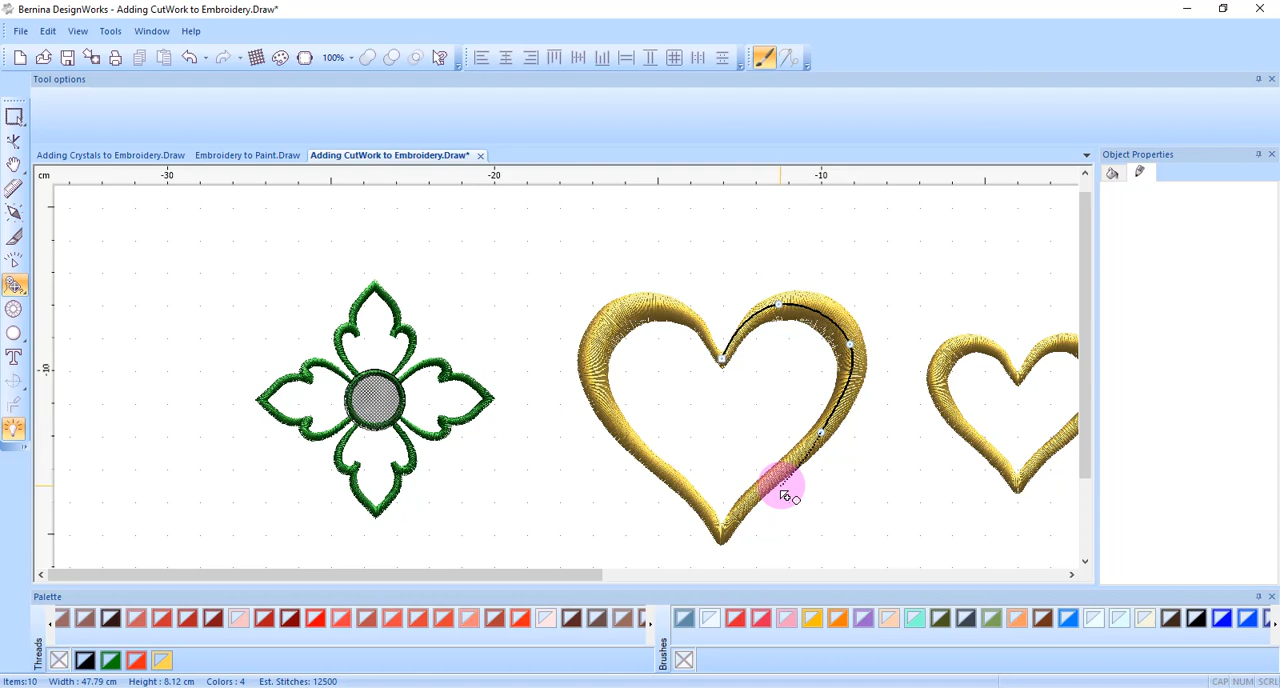 Bernina DesignWorks - Adding CutWork to Embroidery.Draw*
File Edit View Tools Window Help
100%
Tool options
Adding Crystals to Embroidery.Draw Embroidery to Paint.Draw Adding CutWork to Embroidery.Draw*
Object Properties
cm -30 -20 -10
-10
Palette
Threads
Brushes
Items:10 Width : 47.79 cm Height : 8.12 cm Colors : 4 Est. Stitches: 12500
CAP NUM SCRL